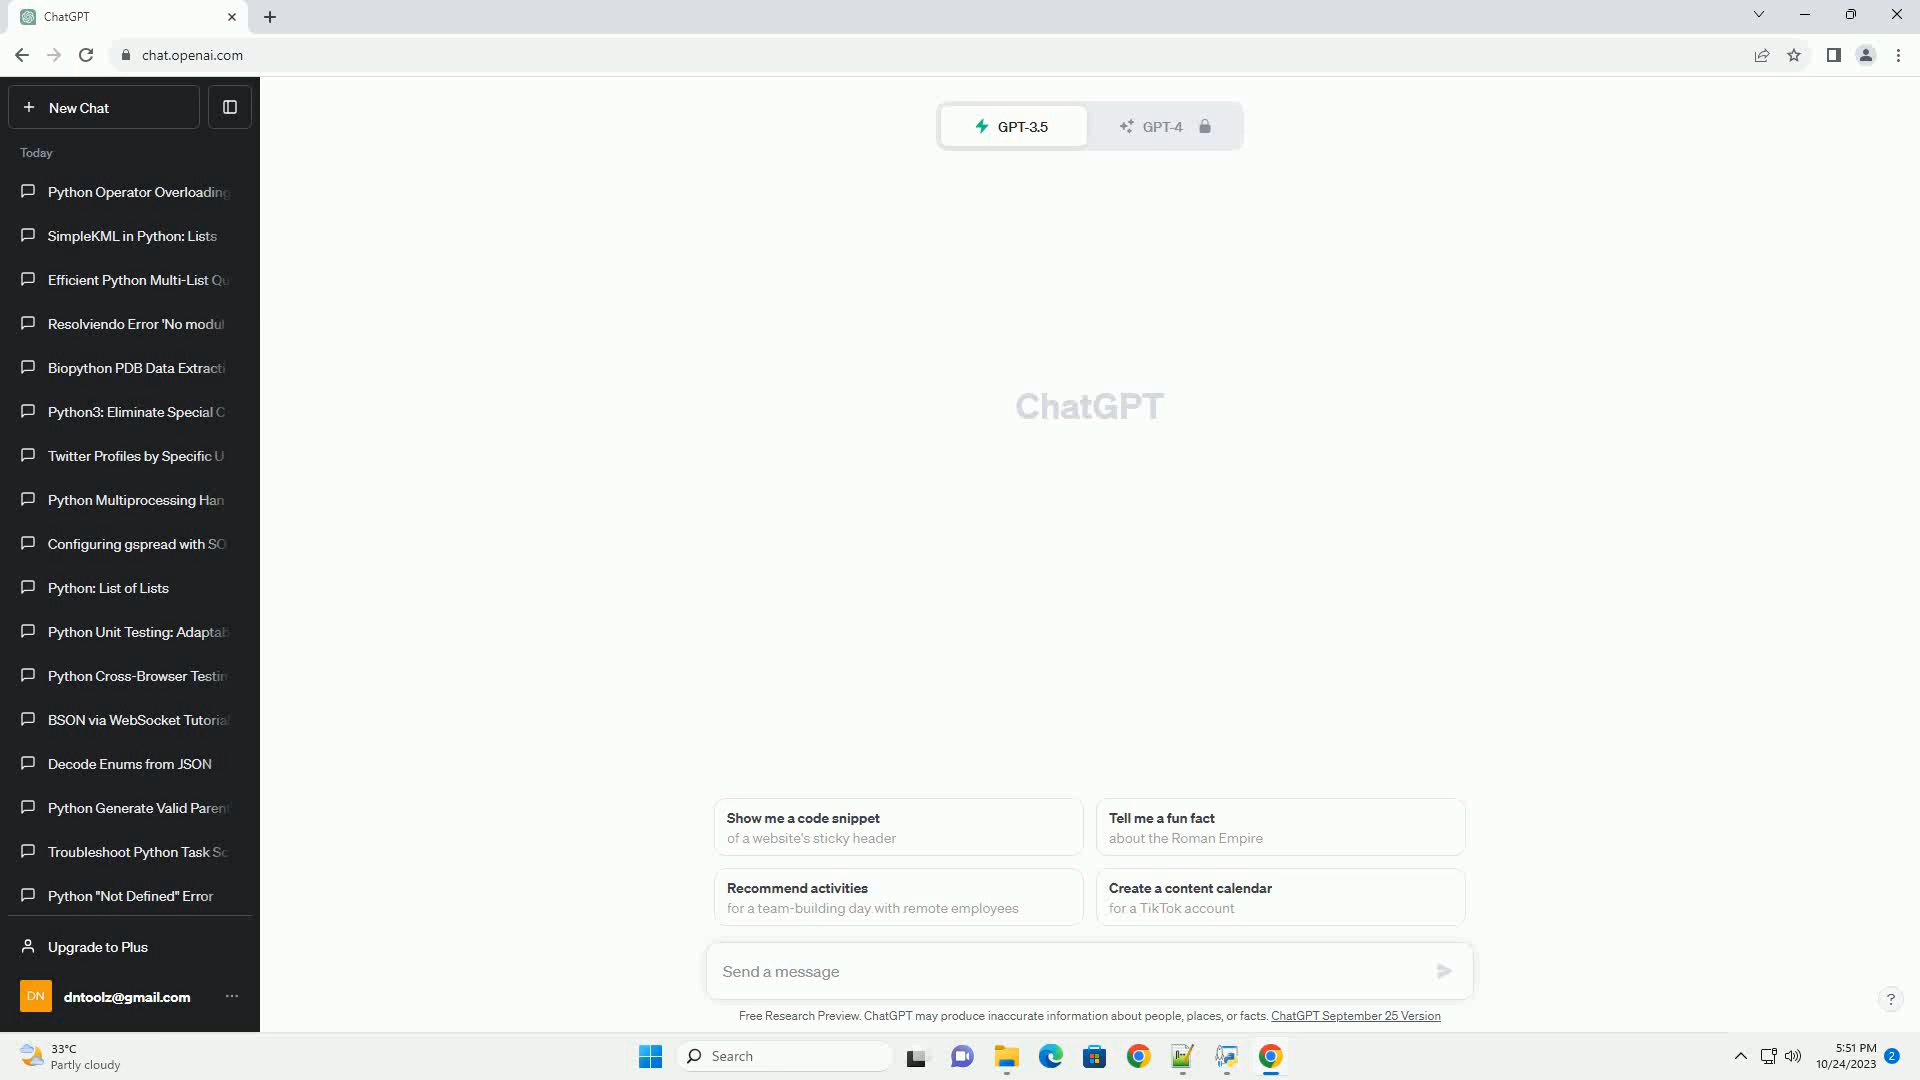 ChatGPT
chat.openai.com
New Chat
GPT-3.5
GPT-4
Today
Python Operator Overloading
SimpleKML in Python: Lists
Efficient Python Multi-List Qu
Resolviendo Error 'No modul
Biopython PDB Data Extracti
Python3: Eliminate Special C
Twitter Profiles by Specific U
Python Multiprocessing Han
Configuring gspread with SO
Python: List of Lists
Python Unit Testing: Adaptab
Python Cross-Browser Testin
BSON via WebSocket Tutorial
Decode Enums from JSON
Python Generate Valid Parent
Troubleshoot Python Task Sc
Python "Not Defined" Error
Upgrade to Plus
DN
dntoolz@gmail.com
ChatGPT
Show me a code snippet
of a website's sticky header
Tell me a fun fact
about the Roman Empire
Recommend activities
for a team-building day with remote employees
Create a content calendar
for a TikTok account
Send a message
Free Research Preview. ChatGPT may produce inaccurate information about people, places, or facts. ChatGPT September 25 Version
?
33°C
Partly cloudy
Search
5:51 PM
10/24/2023
2